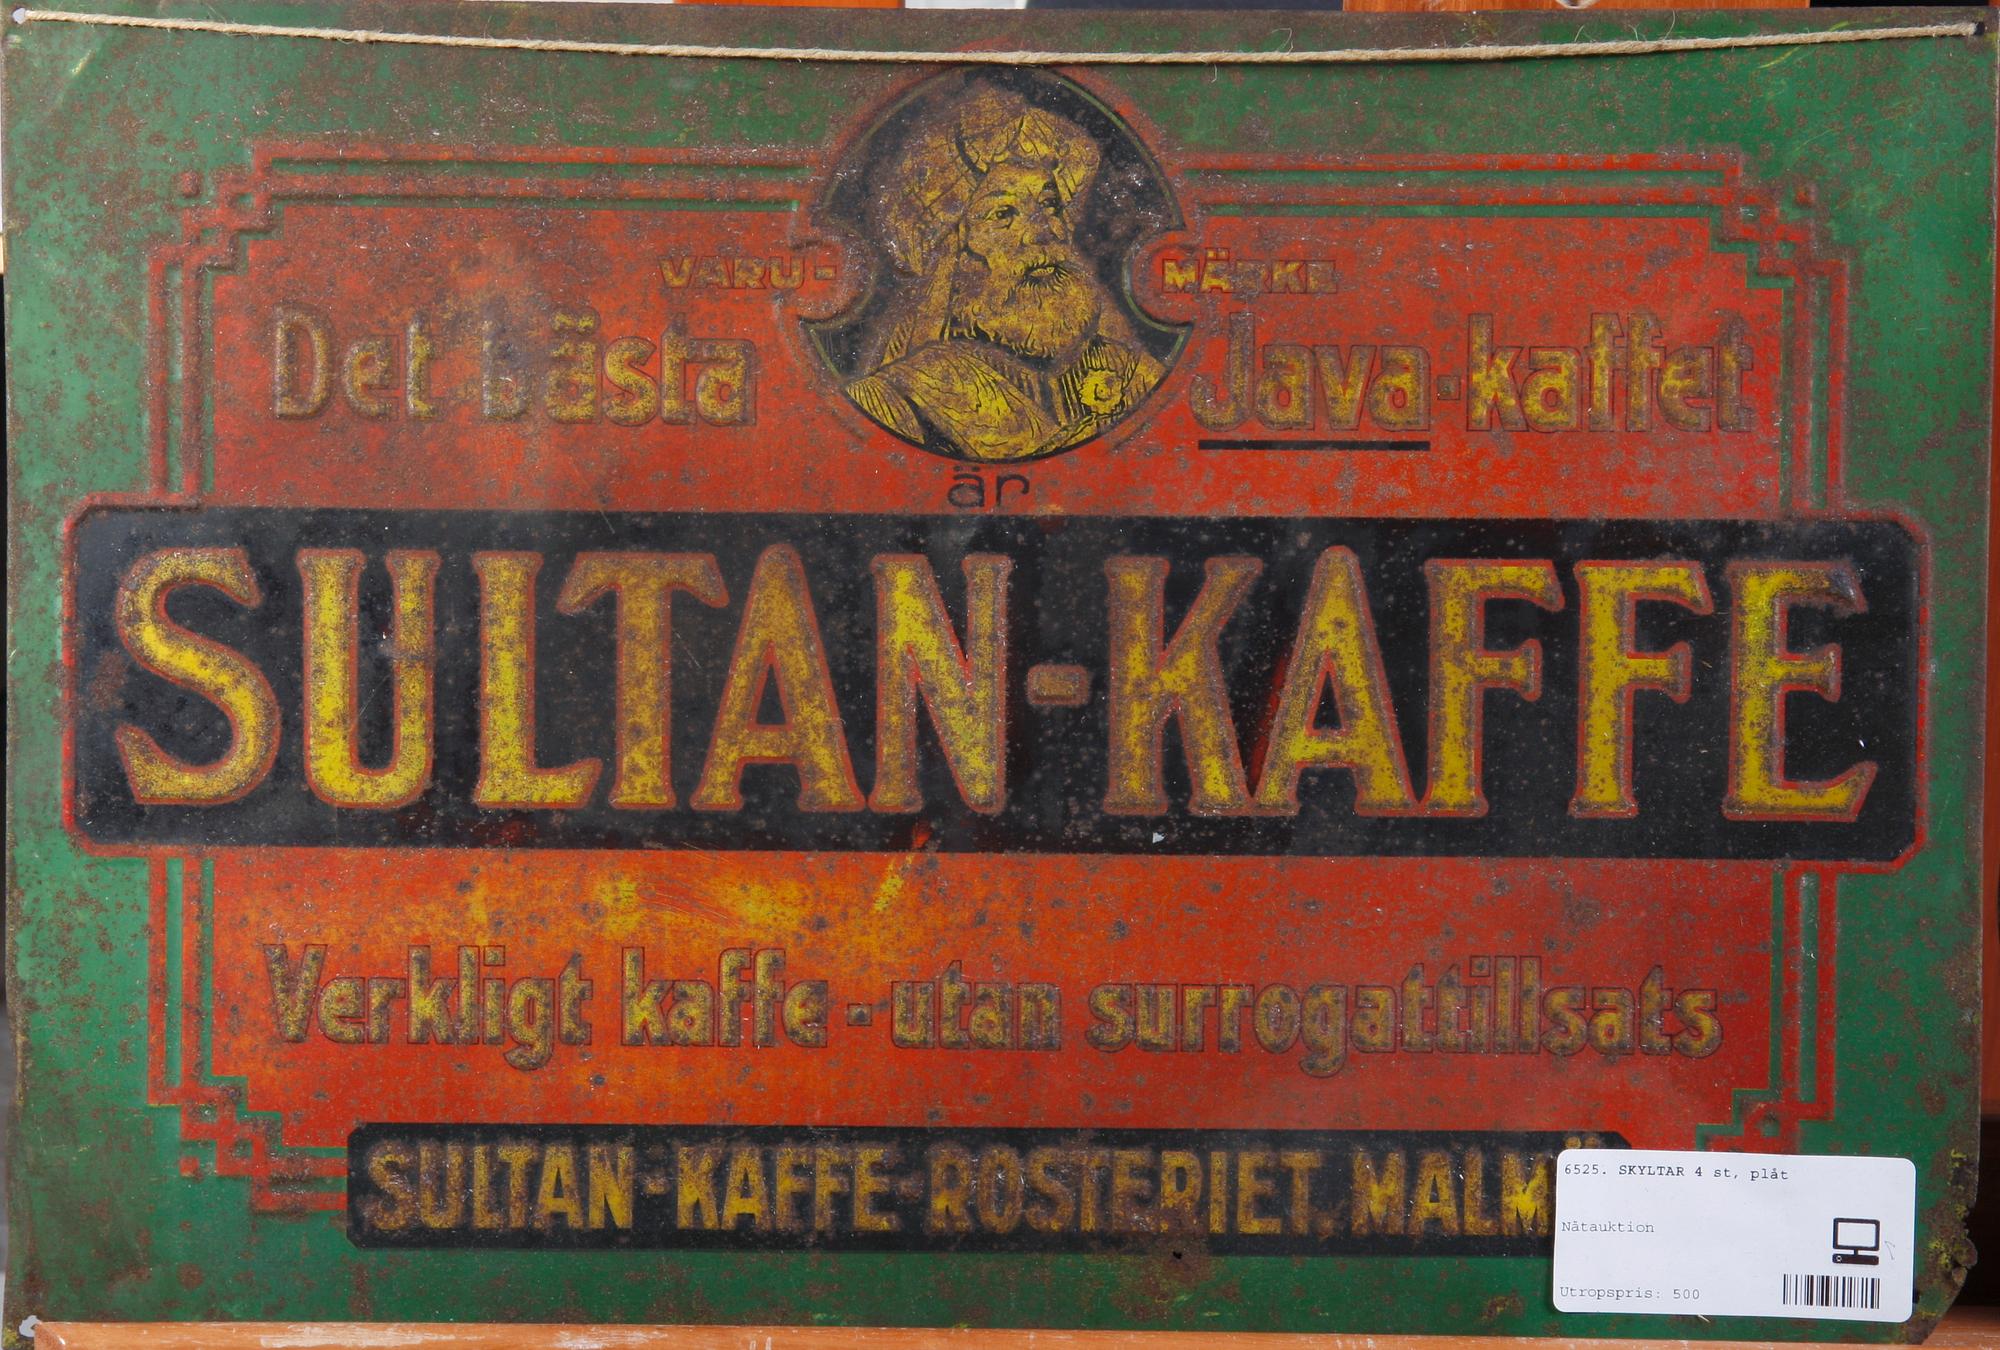 VARU-MÄRKE
Det bästa Java-kaffet
är
SULTAN-KAFFE
Verkligt kaffe-utan surrogattillsats
SULTAN-KAFFE-ROSTERIET. MALMÖ
6525. SKYLTAR 4 st, plåt
Nätauktion
Utropspris: 500